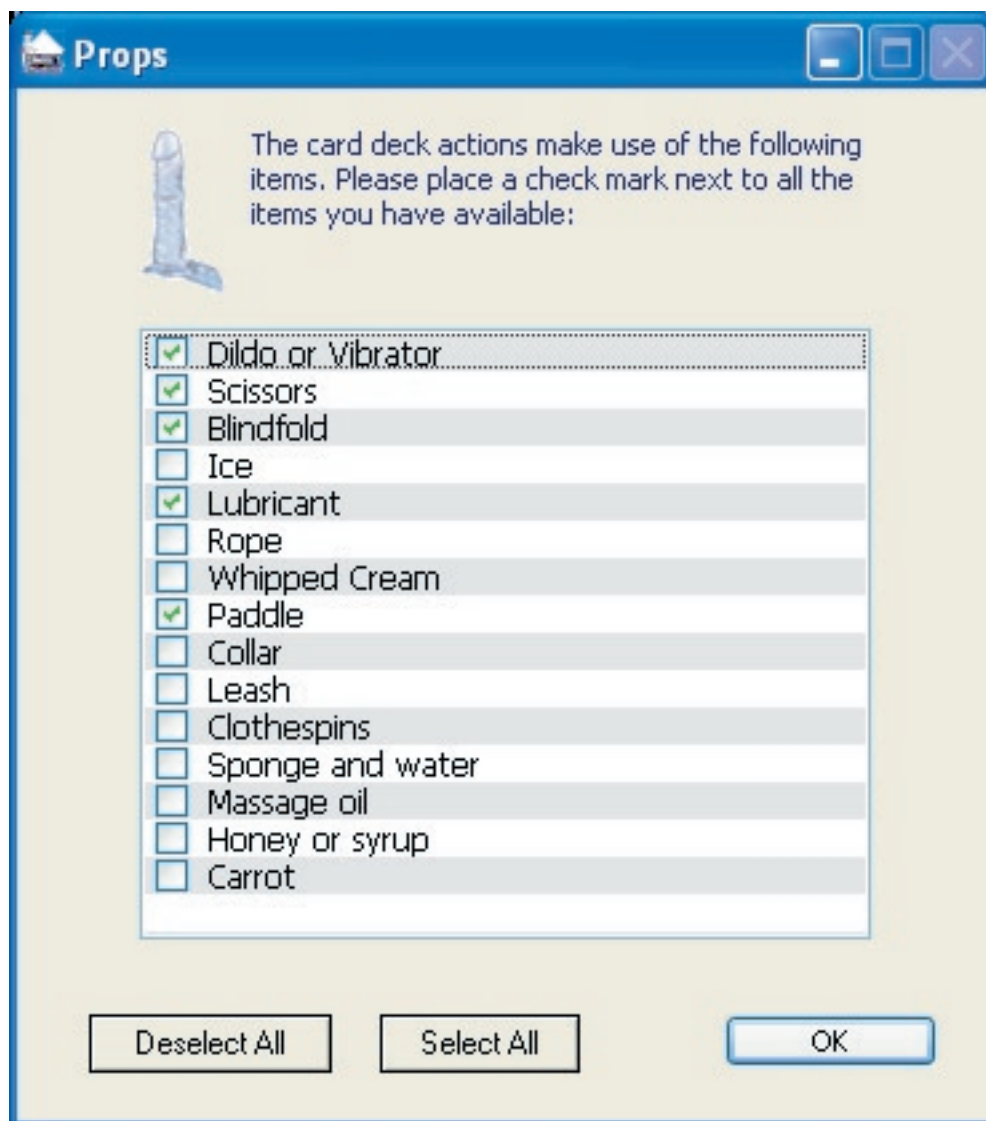 Props
The card deck actions make use of the following
items. Please place a check mark next to all the
items you have available:
Dildo or Vibrator
Scissors
Blindfold
Ice
Lubricant
Rope
Whipped Cream
Paddle
Collar
Leash
Clothespins
Sponge and water
Massage oil
Honey or syrup
Carrot
Deselect All
Select All
OK